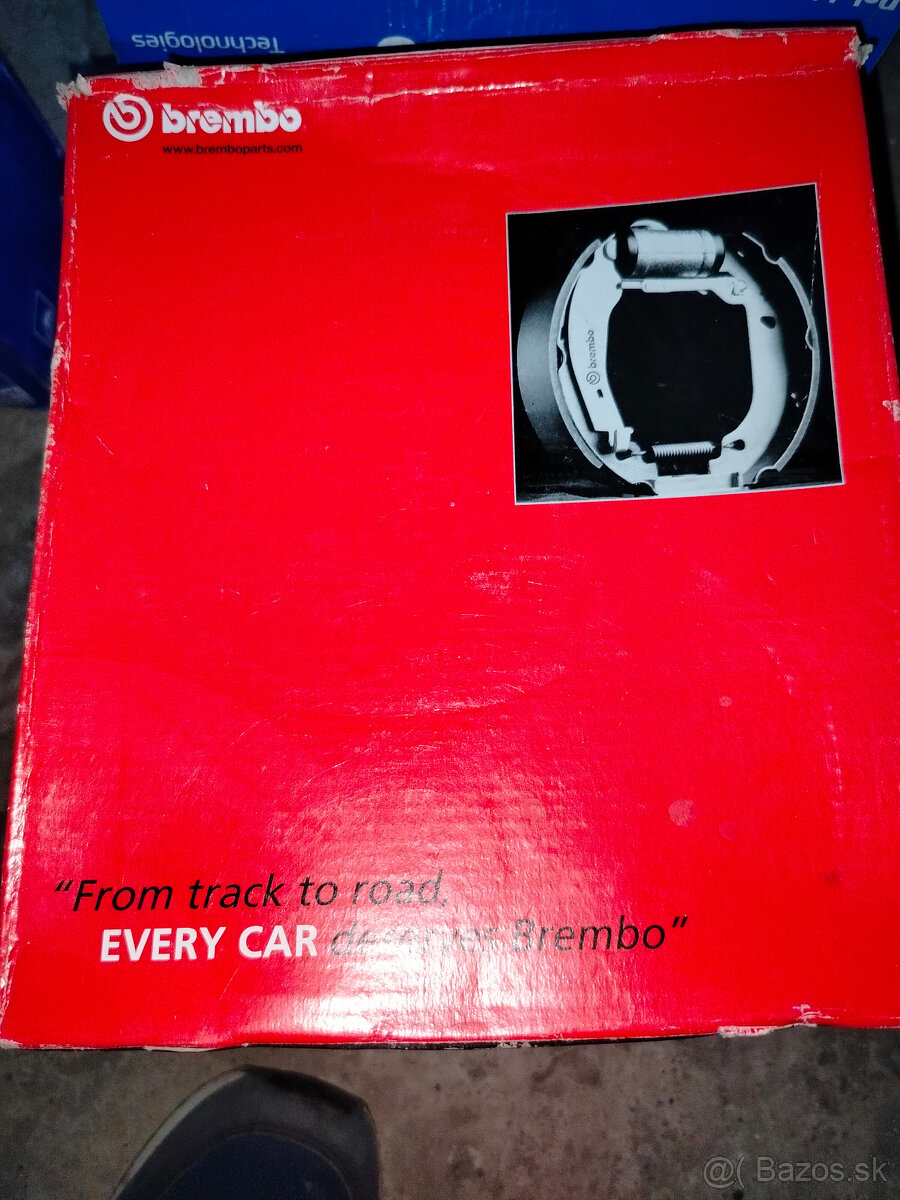 Technologies
brembo
www.bremboparts.com
brembo
"From track to road,
EVERY CAR deserves Brembo"
@( Bazos.sk